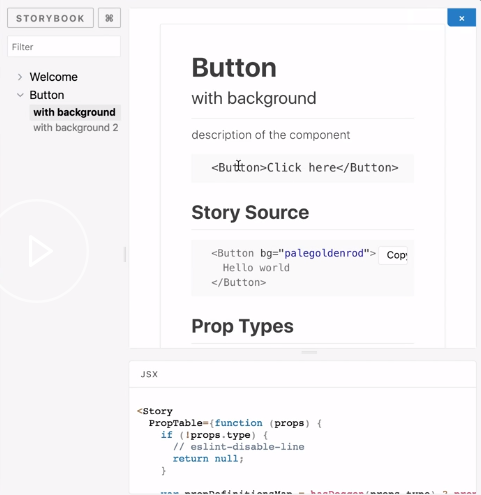 STORYBOOK ⌘
Filter
Welcome
Button
with background
with background 2
×
Button
with background
description of the component
<Button>Click here</Button>
Story Source
<Button bg="palegoldenrod">
Copy
Hello world
</Button>
Prop Types
JSX
<Story
PropTable={function (props) {
if (!props.type) {
// eslint-disable-line
return null;
}